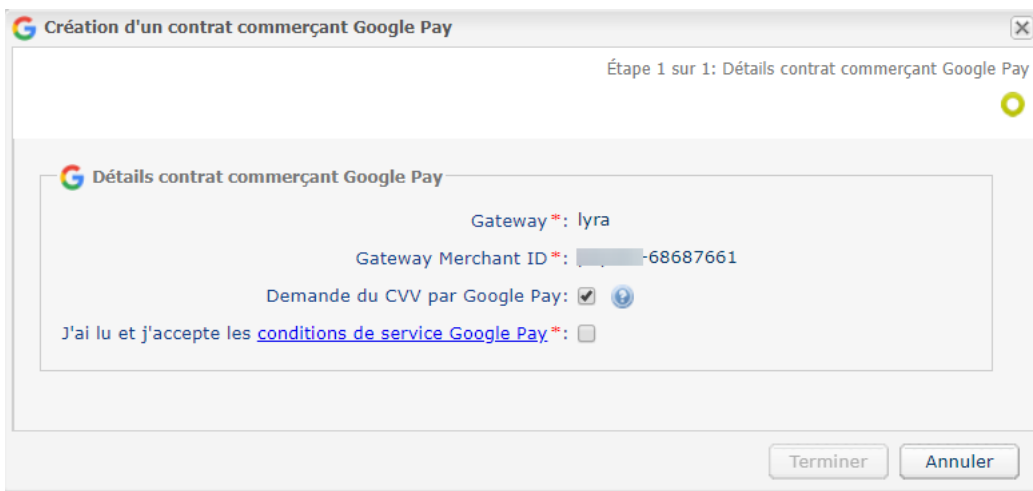 Création d'un contrat commerçant Google Pay
Étape 1 sur 1: Détails contrat commerçant Google Pay
Détails contrat commerçant Google Pay
Gateway*: lyra
Gateway Merchant ID*: -68687661
Demande du CVV par Google Pay:
J'ai lu et j'accepte les conditions de service Google Pay*:
Terminer Annuler